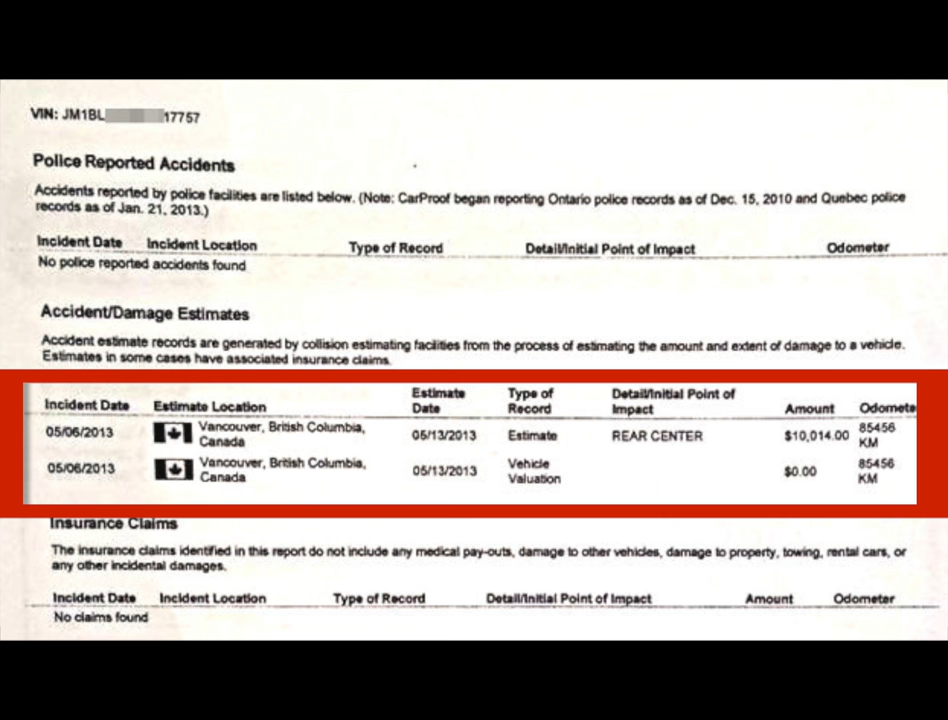 VIN: JM1BL 17757
Police Reported Accidents
Accidents reported by police facilities are listed below. (Note: CarProof began reporting Ontario police records as of Dec. 15, 2010 and Quebec police
records as of Jan. 21, 2013.)
Incident Date Incident Location Type of Record Detail/Initial Point of Impact Odometer
No police reported accidents found
Accident/Damage Estimates
Accident estimate records are generated by collision estimating facilities from the process of estimating the amount and extent of damage to a vehicle.
Estimates in some cases have associated insurance claims.
Incident Date Estimate Location Estimate Date Type of Record Detail/Initial Point of Impact Amount Odomete
05/06/2013 Vancouver, British Columbia, Canada 05/13/2013 Estimate REAR CENTER $10,014.00 85456 KM
05/06/2013 Vancouver, British Columbia, Canada 05/13/2013 Vehicle Valuation $0.00 85456 KM
Insurance Claims
The insurance claims identified in this report do not include any medical pay-outs, damage to other vehicles, damage to property, towing, rental cars, or
any other incidental damages.
Incident Date Incident Location Type of Record Detail/Initial Point of Impact Amount Odometer
No claims found